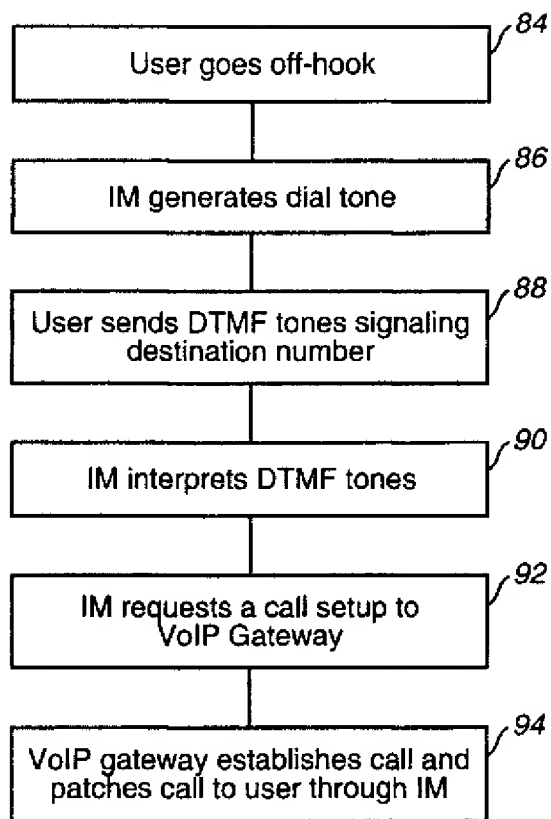 84
User goes off-hook
86
IM generates dial tone
88
User sends DTMF tones signaling
destination number
90
IM interprets DTMF tones
92
IM requests a call setup to
VoIP Gateway
94
VoIP gateway establishes call and
patches call to user through IM